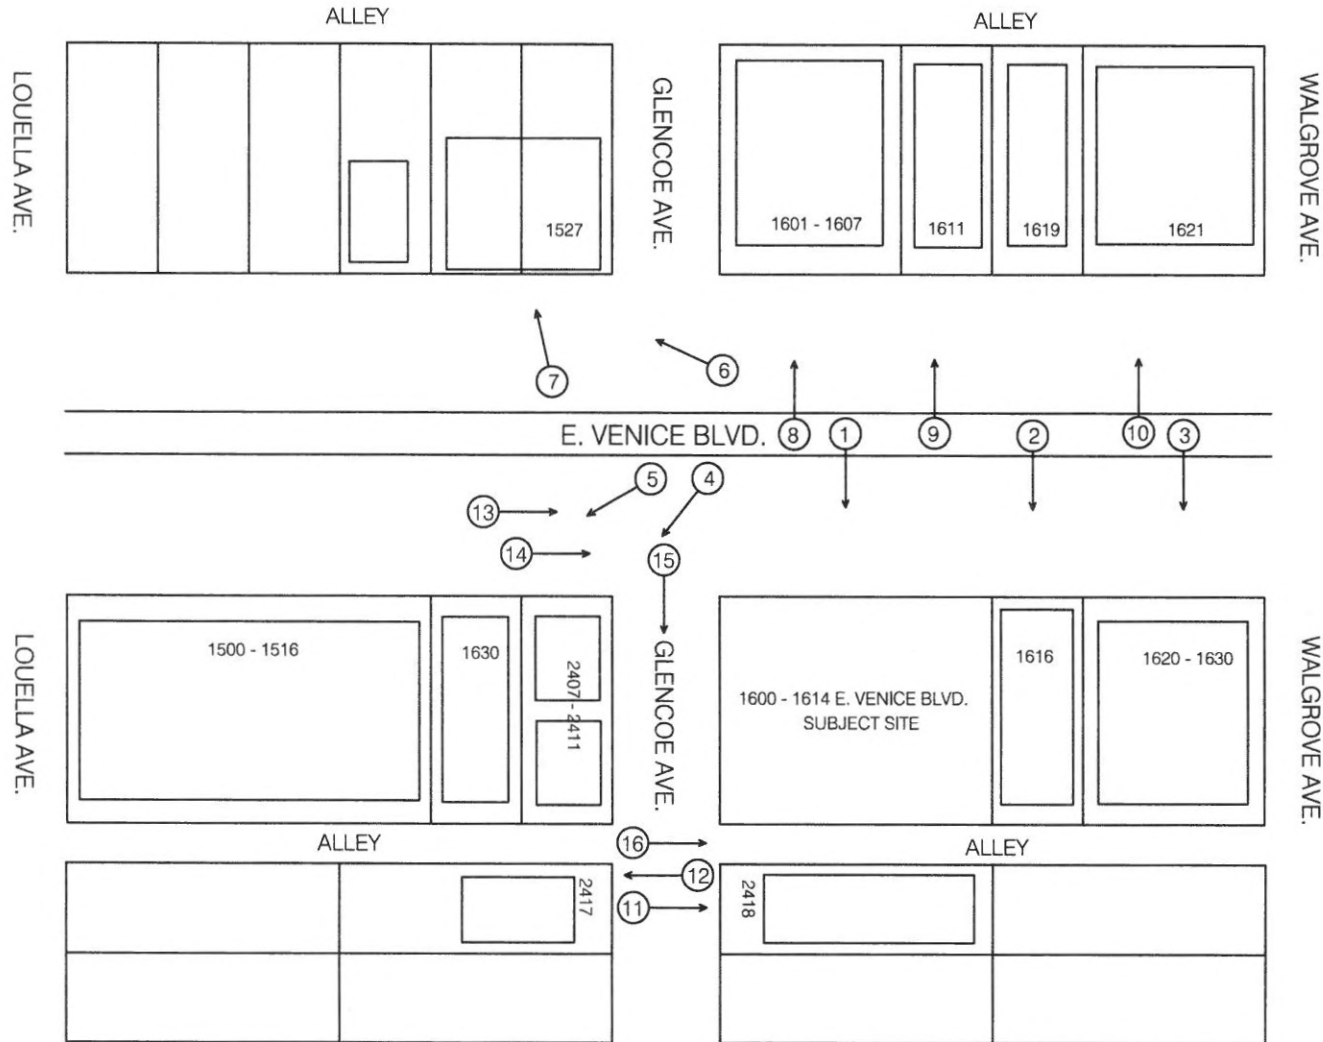 ALLEY
ALLEY
LOUELLA AVE.
GLENCOE AVE.
WALGROVE AVE.
1527
1601 - 1607
1611
1619
1621
7
6
E. VENICE BLVD.
8
1
9
2
10
3
5
4
13
14
15
LOUELLA AVE.
1500 - 1516
1630
2407 - 2411
GLENCOE AVE.
1600 - 1614 E. VENICE BLVD.
SUBJECT SITE
1616
1620 - 1630
WALGROVE AVE.
ALLEY
16
ALLEY
12
2417
11
2418